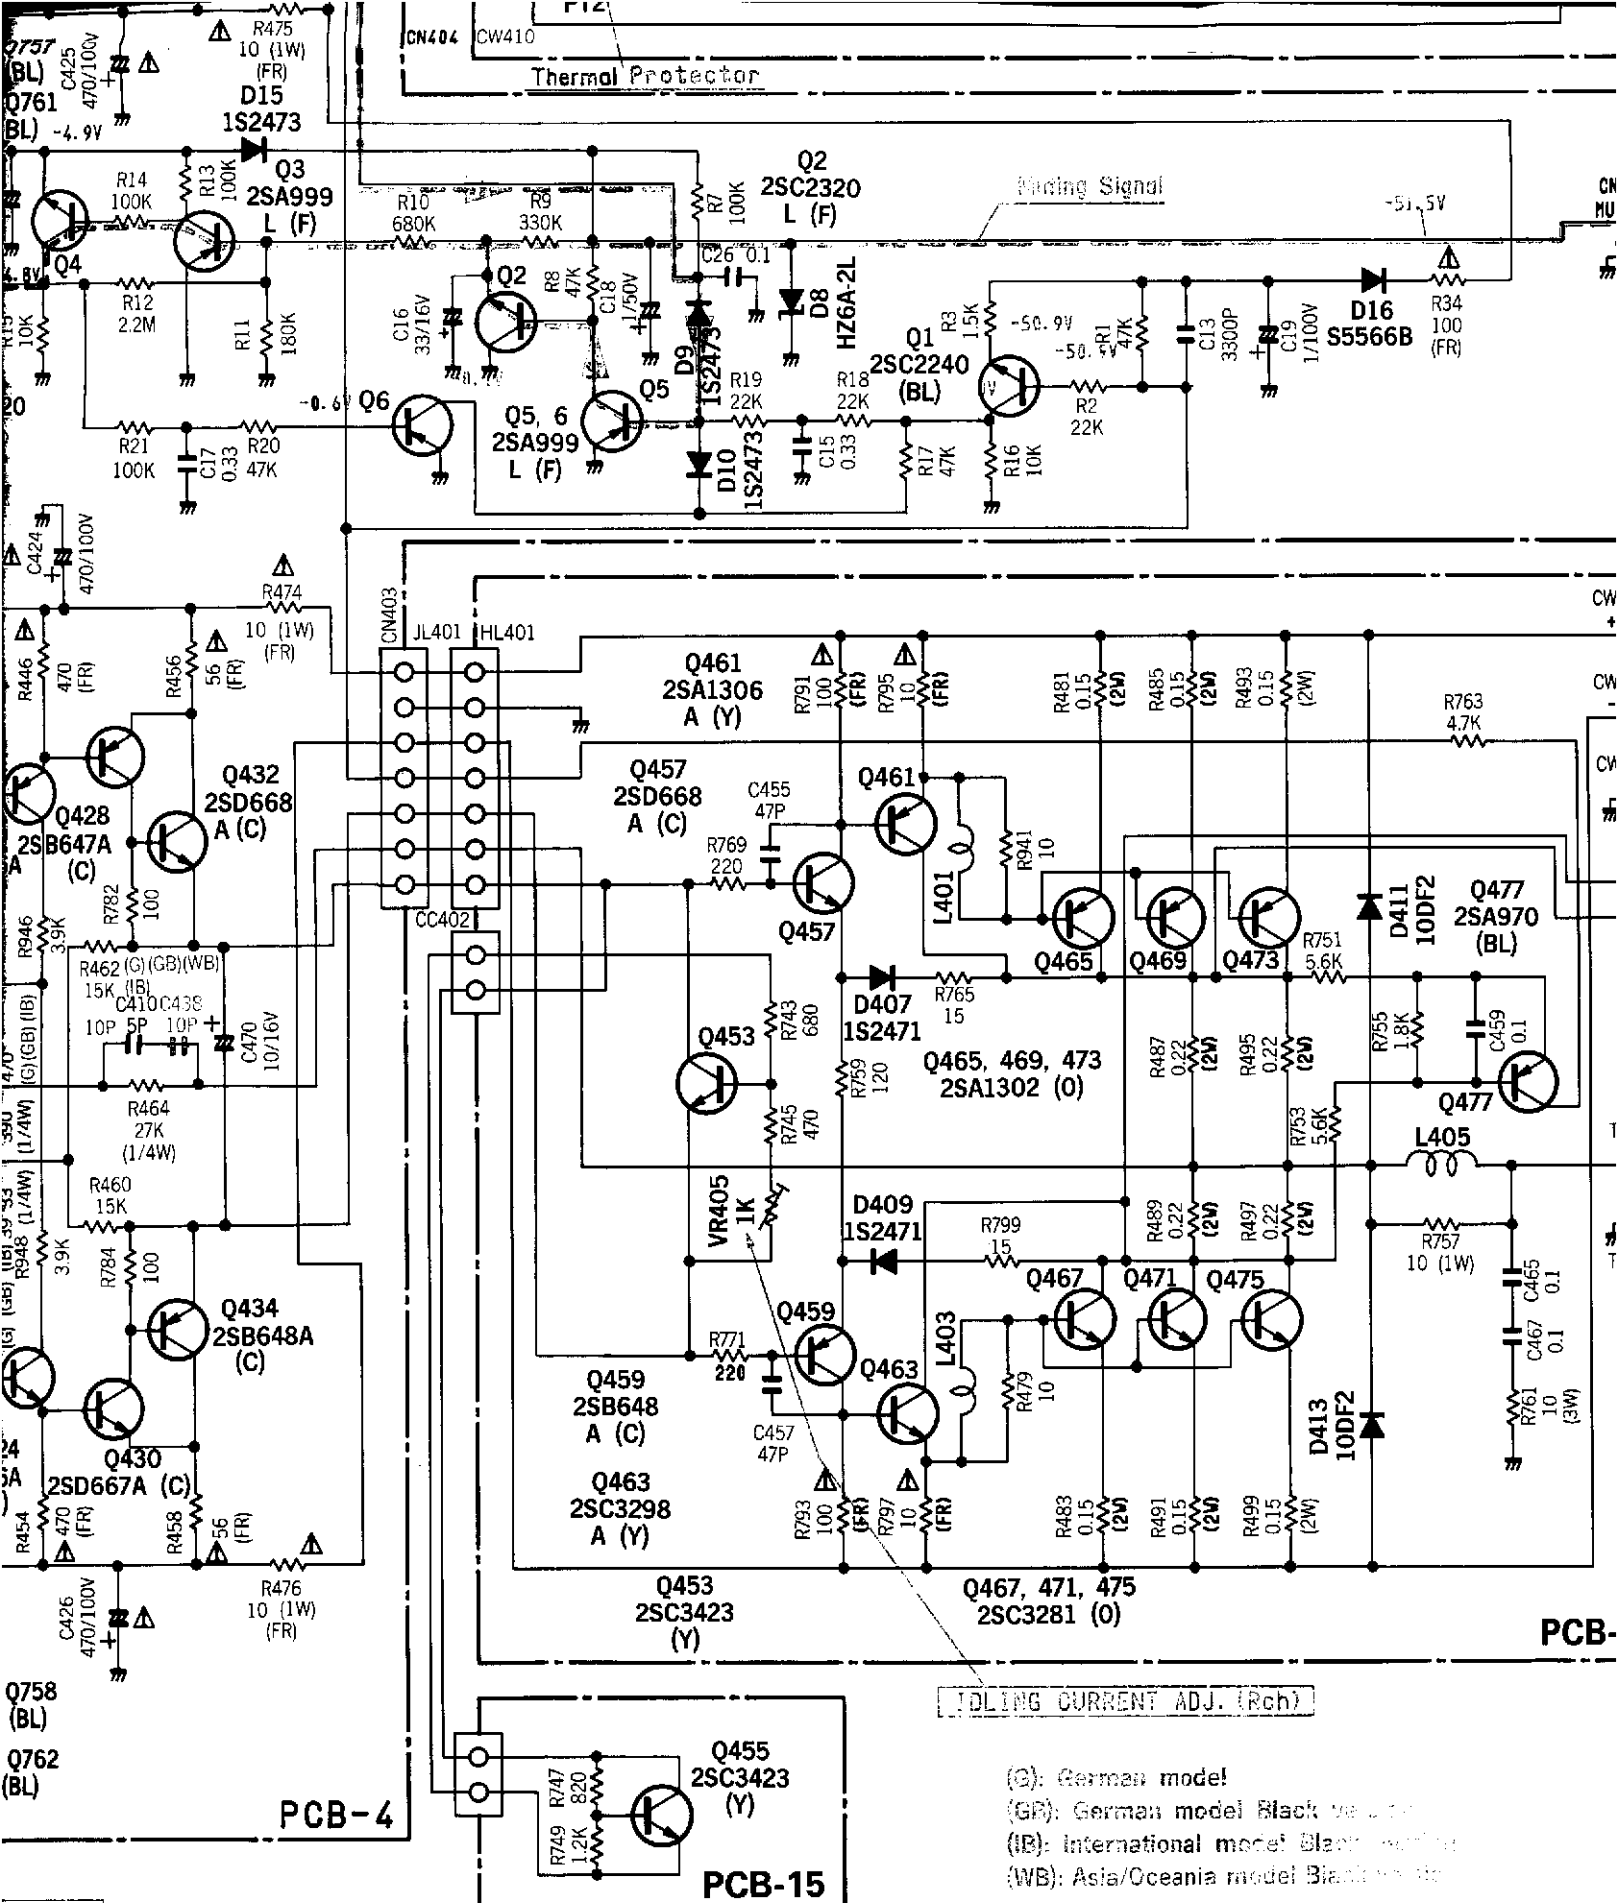 R475
10 (1W)
(FR)
CN404
CW410
Thermal Protector
Q757
(BL)
C425
470/100V
Q761
BL)
-4.9V
D15
1S2473
R14
100K
R13
100K
Q3
2SA999
L (F)
R10
680K
R9
330K
R7
100K
Q2
2SC2320
L (F)
Muting Signal
-51.5V
CN
MU
Q4
R12
2.2M
R11
180K
C16
33/16V
Q2
R8
47K
C18
1/50V
C26 0.1
D8
HZ6A-2L
D9
1S2473
R3
1.5K
-50.9V
R1
47K
C13
3300P
C19
1/100V
D16
S5566B
R34
100
(FR)
Q1
2SC2240
(BL)
R15
10K
-0.6V
Q6
Q5, 6
2SA999
L (F)
Q5
R19
22K
R18
22K
R2
22K
R21
100K
C17
0.33
R20
47K
D10
1S2473
C15
0.33
R17
47K
R16
10K
C424
470/100V
R474
10 (1W)
(FR)
CN403
JL401
HL401
CW
+
R446
470
(FR)
R456
56
(FR)
Q461
2SA1306
A (Y)
R791
100
(FR)
R795
10
(FR)
R481
0.15
(2W)
R485
0.15
(2W)
R493
0.15
(2W)
R763
4.7K
CW
-
CW
Q432
2SD668
A (C)
Q428
2SB647A
(C)
Q457
2SD668
A (C)
C455
47P
Q461
R769
220
Q457
L401
R941
10
Q465
Q469
Q473
D411
10DF2
Q477
2SA970
(BL)
R782
100
CC402
R946
3.9K
R462
15K
(G)(GB)(WB)
(IB)
C410
C438
10P
5P
10P
C470
10/16V
D407
1S2471
R765
15
R751
5.6K
R755
1.8K
C459
0.1
Q453
R743
680
R759
120
Q465, 469, 473
2SA1302 (O)
R487
0.22
(2W)
R495
0.22
(2W)
Q477
R464
27K
(1/4W)
R745
470
R753
5.6K
L405
R460
15K
VR405
1K
D409
1S2471
R799
15
R489
0.22
(2W)
R497
0.22
(2W)
R757
10 (1W)
R948
3.9K
R784
100
C465
0.1
Q434
2SB648A
(C)
Q459
Q467
Q471
Q475
C467
0.1
R771
220
Q463
L403
R479
10
Q459
2SB648
A (C)
R761
10
(3W)
D413
10DF2
C457
47P
Q430
2SD667A (C)
Q463
2SC3298
A (Y)
R454
470
(FR)
R458
56
(FR)
R793
100
(FR)
R797
10
(FR)
R483
0.15
(2W)
R491
0.15
(2W)
R499
0.15
(2W)
R476
10 (1W)
(FR)
C426
470/100V
Q453
2SC3423
(Y)
Q467, 471, 475
2SC3281 (O)
PCB-
Q758
(BL)
Q762
(BL)
IDLING CURRENT ADJ. (Rch)
R747
820
R749
1.2K
Q455
2SC3423
(Y)
PCB-4
PCB-15
(G): German model
(GB): German model Black
(IB): International model Black
(WB): Asia/Oceania model Black